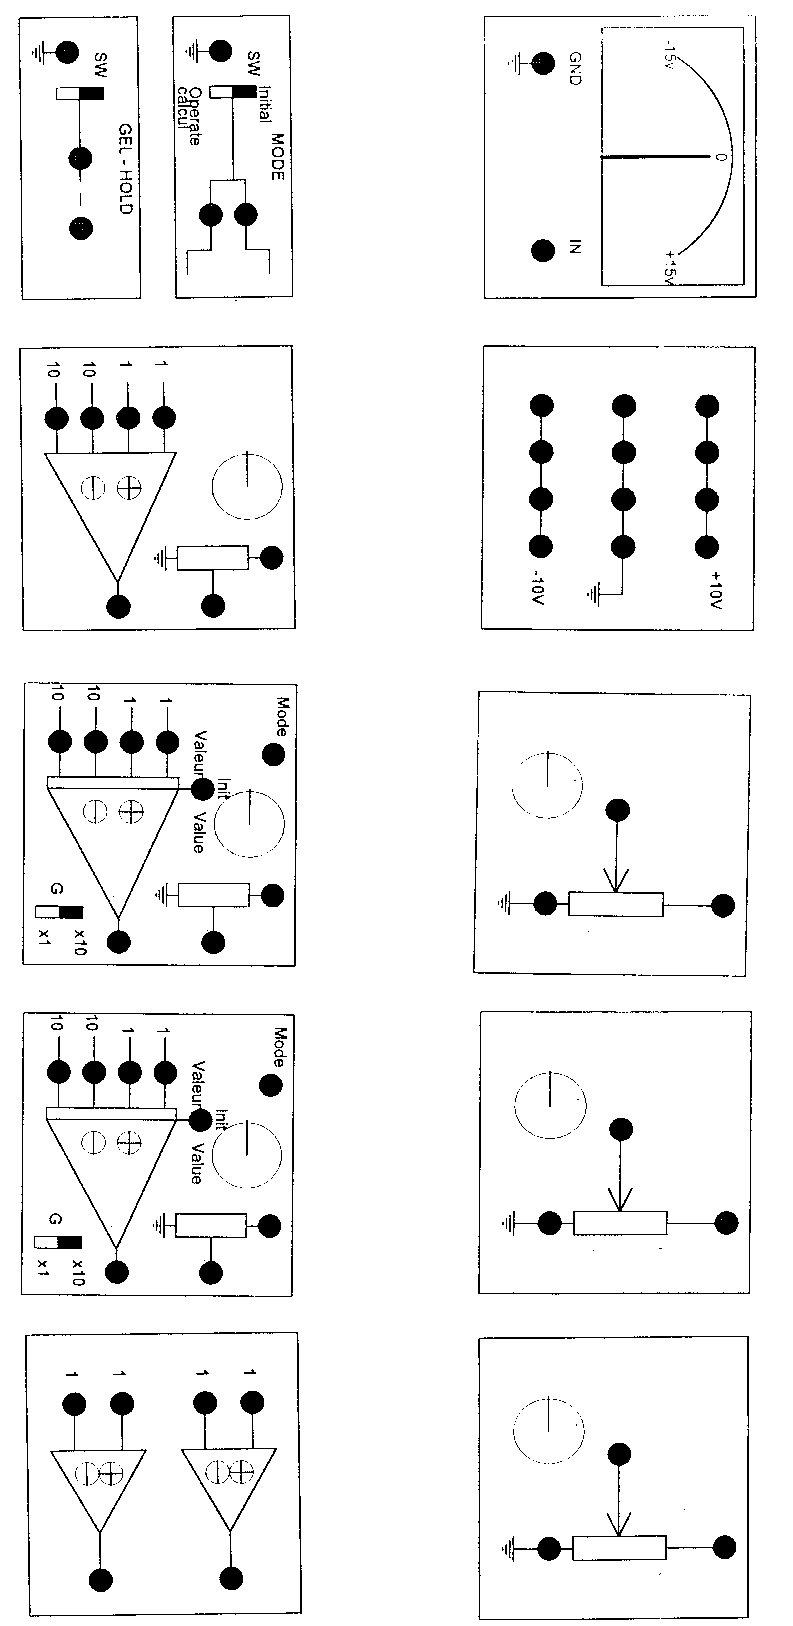 SW
GEL - HOLD
SW
Initial
Operate
calcul
MODE
GND
IN
-15v
0
+15v
10
10
1
1
-10V
+10V
10
10
1
1
Mode
Valeur
Init
Value
G
x1
x10
10
10
1
1
Mode
Valeur
Init
Value
G
x1
x10
1
1
1
1